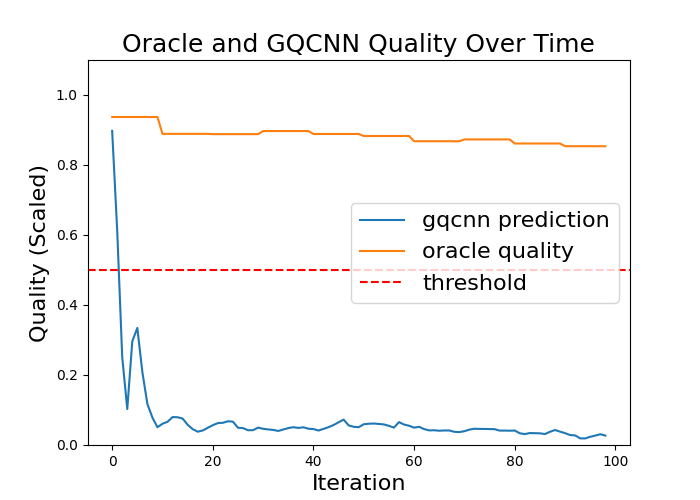 Oracle and GQCNN Quality Over Time
Quality (Scaled)
1.0
0.8
0.6
0.4
0.2
0.0
gqcnn prediction
oracle quality
threshold
0 20 40 60 80 100
Iteration